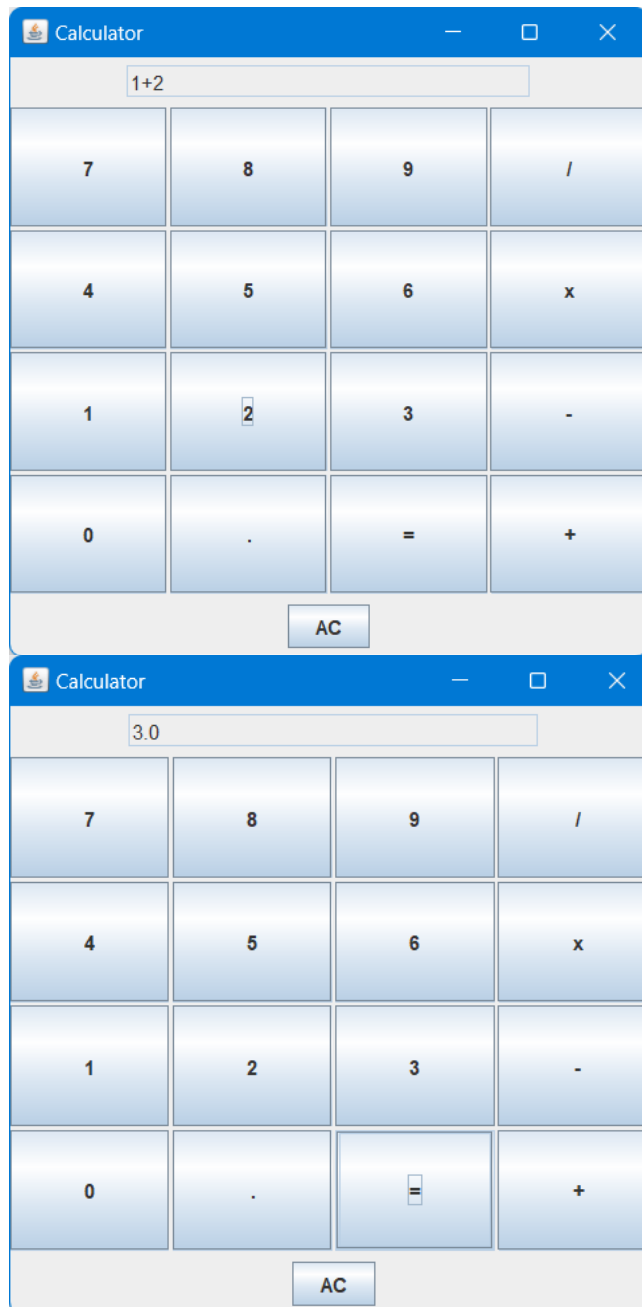 Calculator
1+2
7 8 9 /
4 5 6 x
1 2 3 -
0 . = +
AC
Calculator
3.0
7 8 9 /
4 5 6 x
1 2 3 -
0 . = +
AC